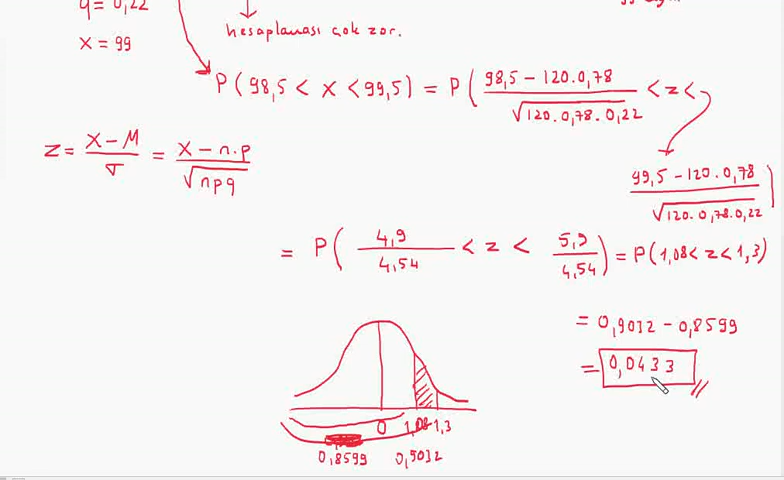 q = 0,22
x = 99
hesaplanası çok zor.
P(98,5 < x < 99,5) = P( (98,5 - 120.0,78) / √120.0,78.0,22 < z <
(99,5 - 120.0,78) / √120.0,78.0,22 )
z = (x - M) / σ = (x - n.p) / √npq
= P( 4,9 / 4,54 < z < 5,9 / 4,54 ) = P(1,08 < z < 1,3)
= 0,9032 - 0,8599
= 0,0433
0 1,08 1,3
0,8599 0,5032